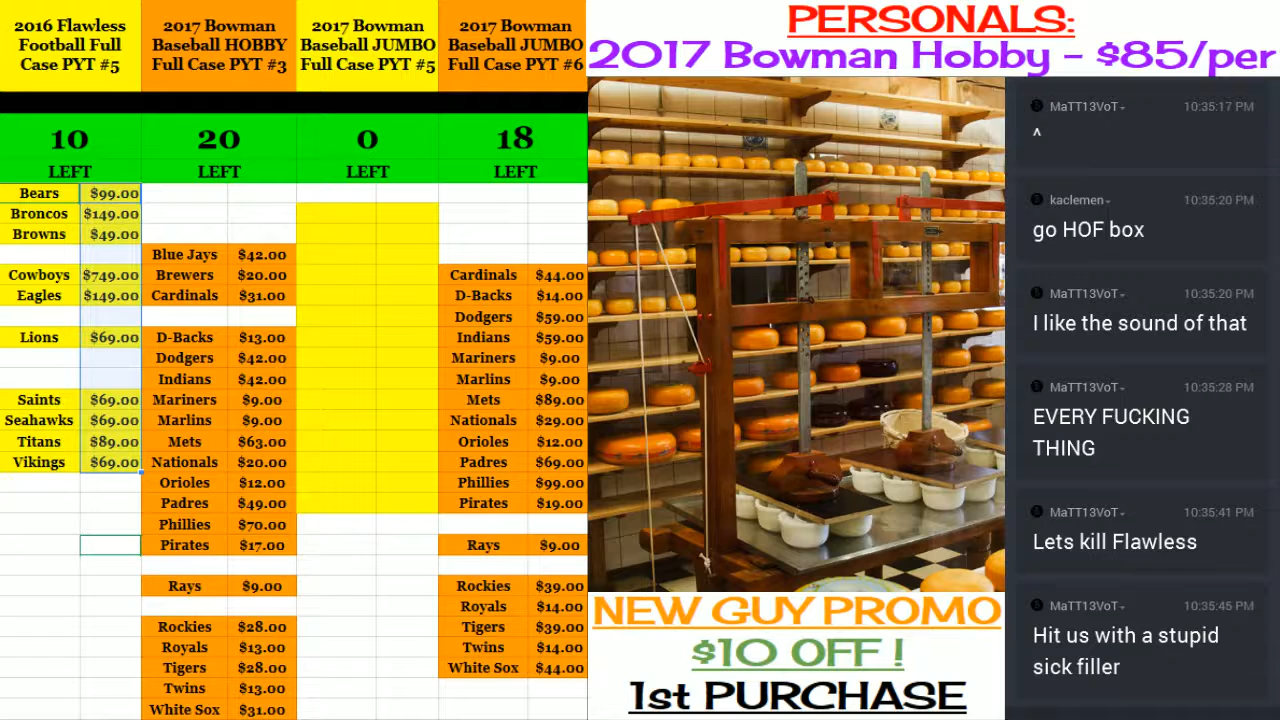 2016 Flawless Football Full Case PYT #5
2017 Bowman Baseball HOBBY Full Case PYT #3
2017 Bowman Baseball JUMBO Full Case PYT #5
2017 Bowman Baseball JUMBO Full Case PYT #6
10 20 0 18
LEFT LEFT LEFT LEFT
Bears $99.00
Broncos $149.00
Browns $49.00
Blue Jays $42.00
Cowboys $749.00 Brewers $20.00 Cardinals $44.00
Eagles $149.00 Cardinals $31.00 D-Backs $14.00
Dodgers $59.00
Lions $69.00 D-Backs $13.00 Indians $59.00
Dodgers $42.00 Mariners $9.00
Indians $42.00 Marlins $9.00
Saints $69.00 Mariners $9.00 Mets $89.00
Seahawks $69.00 Marlins $9.00 Nationals $29.00
Titans $89.00 Mets $63.00 Orioles $12.00
Vikings $69.00 Nationals $20.00 Padres $69.00
Orioles $12.00 Phillies $99.00
Padres $49.00 Pirates $19.00
Phillies $70.00
Pirates $17.00 Rays $9.00
Rays $9.00 Rockies $39.00
Royals $14.00
Rockies $28.00 Tigers $39.00
Royals $13.00 Twins $14.00
Tigers $28.00 White Sox $44.00
Twins $13.00
White Sox $31.00
PERSONALS:
2017 Bowman Hobby - $85/per
NEW GUY PROMO
$10 OFF !
1st PURCHASE
MaTT13VoT 10:35:17 PM
^
kaclemen 10:35:20 PM
go HOF box
MaTT13VoT 10:35:20 PM
I like the sound of that
MaTT13VoT 10:35:28 PM
EVERY FUCKING
THING
MaTT13VoT 10:35:41 PM
Lets kill Flawless
MaTT13VoT 10:35:45 PM
Hit us with a stupid
sick filler